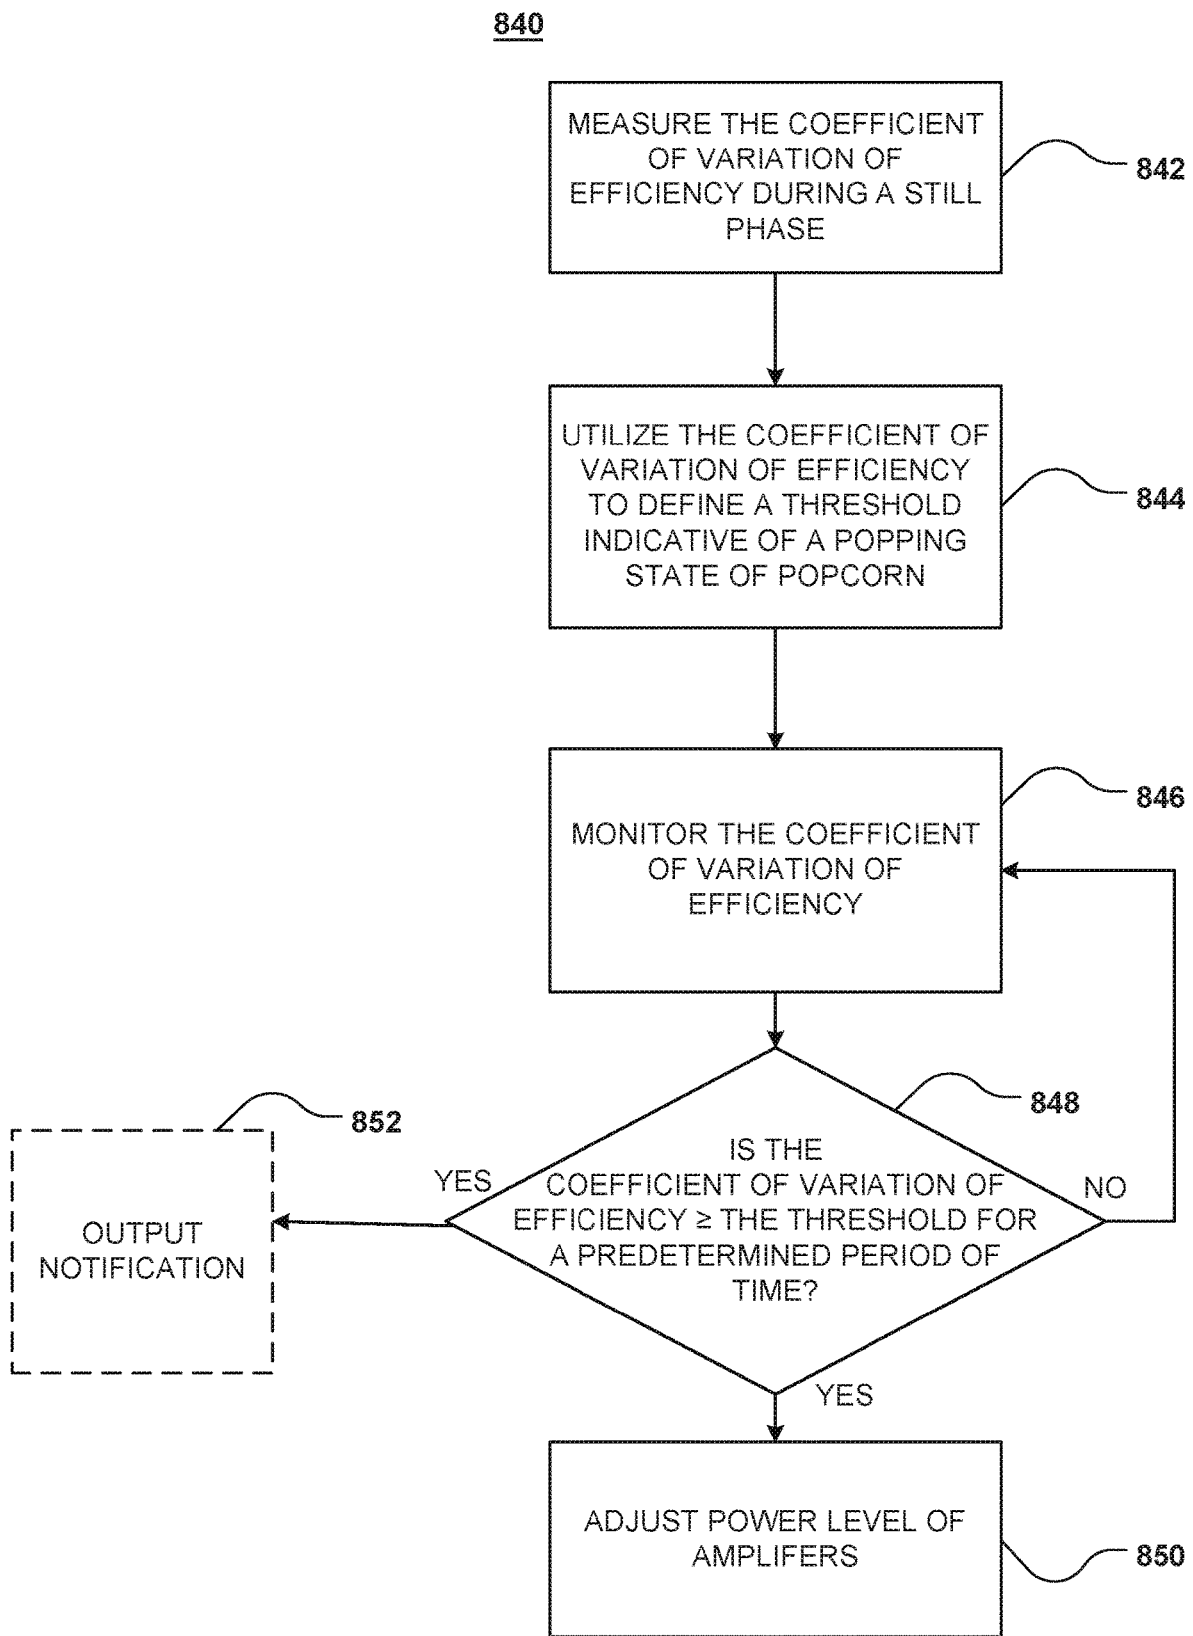 840
MEASURE THE COEFFICIENT
OF VARIATION OF
EFFICIENCY DURING A STILL
PHASE
842
UTILIZE THE COEFFICIENT OF
VARIATION OF EFFICIENCY
TO DEFINE A THRESHOLD
INDICATIVE OF A POPPING
STATE OF POPCORN
844
MONITOR THE COEFFICIENT
OF VARIATION OF
EFFICIENCY
846
848
IS THE
COEFFICIENT OF VARIATION OF
EFFICIENCY ≥ THE THRESHOLD FOR
A PREDETERMINED PERIOD OF
TIME?
YES
NO
852
OUTPUT
NOTIFICATION
YES
ADJUST POWER LEVEL OF
AMPLIFERS
850